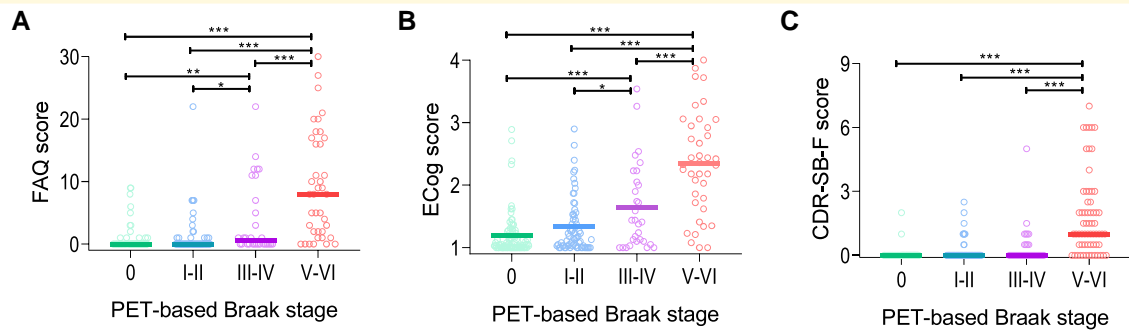 A
***
***
***
**
*
FAQ score
30
20
10
0
0 I-II III-IV V-VI
PET-based Braak stage
B
***
***
***
***
*
ECog score
4
3
2
1
0 I-II III-IV V-VI
PET-based Braak stage
C
***
***
***
CDR-SB-F score
9
6
3
0
0 I-II III-IV V-VI
PET-based Braak stage